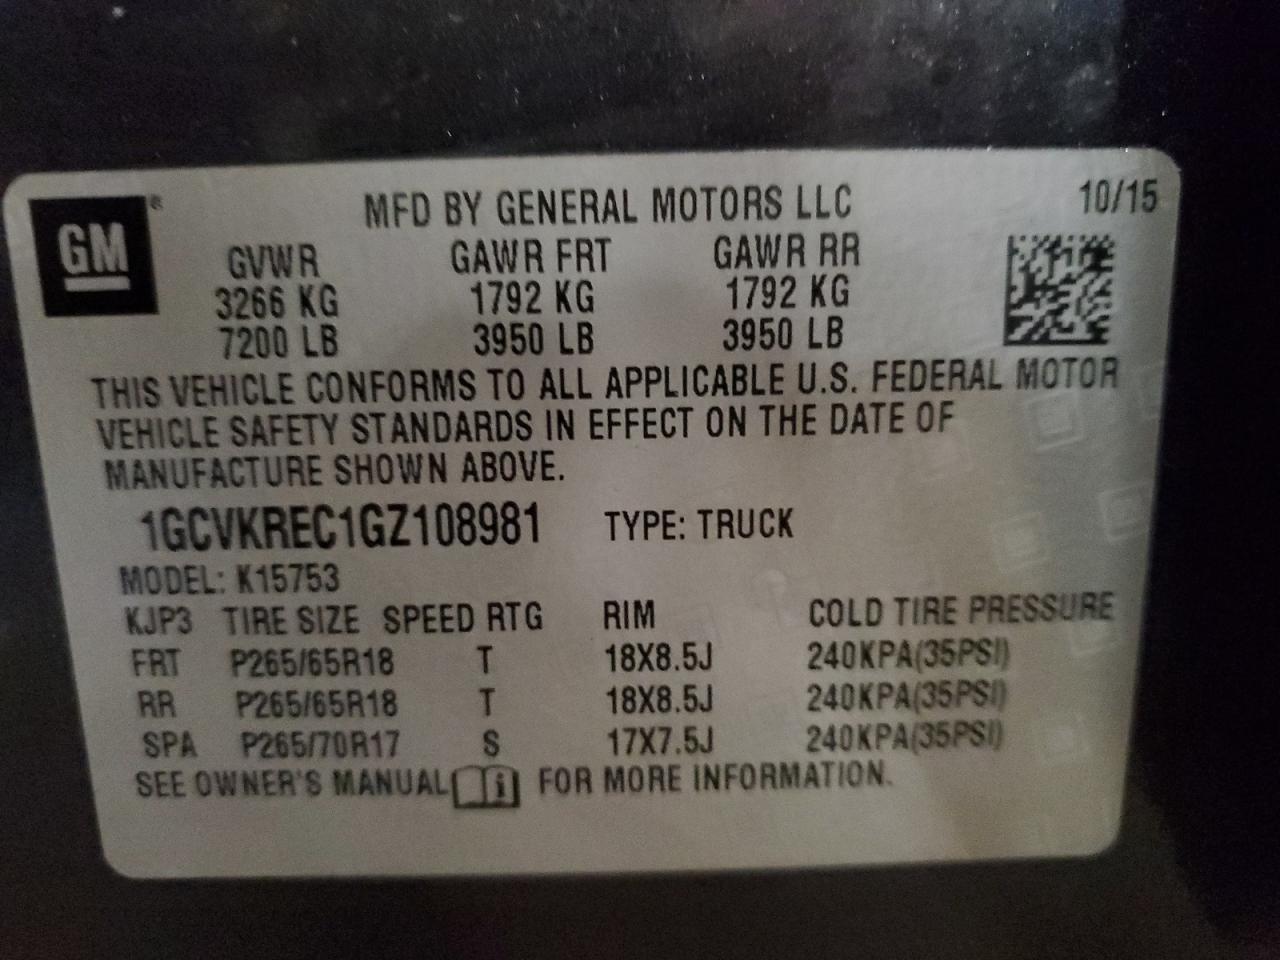 GM®
MFD BY GENERAL MOTORS LLC 10/15
GVWR GAWR FRT GAWR RR
3266 KG 1792 KG 1792 KG
7200 LB 3950 LB 3950 LB
THIS VEHICLE CONFORMS TO ALL APPLICABLE U.S. FEDERAL MOTOR
VEHICLE SAFETY STANDARDS IN EFFECT ON THE DATE OF
MANUFACTURE SHOWN ABOVE.
1GCVKREC1GZ108981 TYPE: TRUCK
MODEL: K15753
KJP3 TIRE SIZE SPEED RTG RIM COLD TIRE PRESSURE
FRT P265/65R18 T 18X8.5J 240KPA(35PSI)
RR P265/65R18 T 18X8.5J 240KPA(35PSI)
SPA P265/70R17 S 17X7.5J 240KPA(35PSI)
SEE OWNER'S MANUAL i FOR MORE INFORMATION.